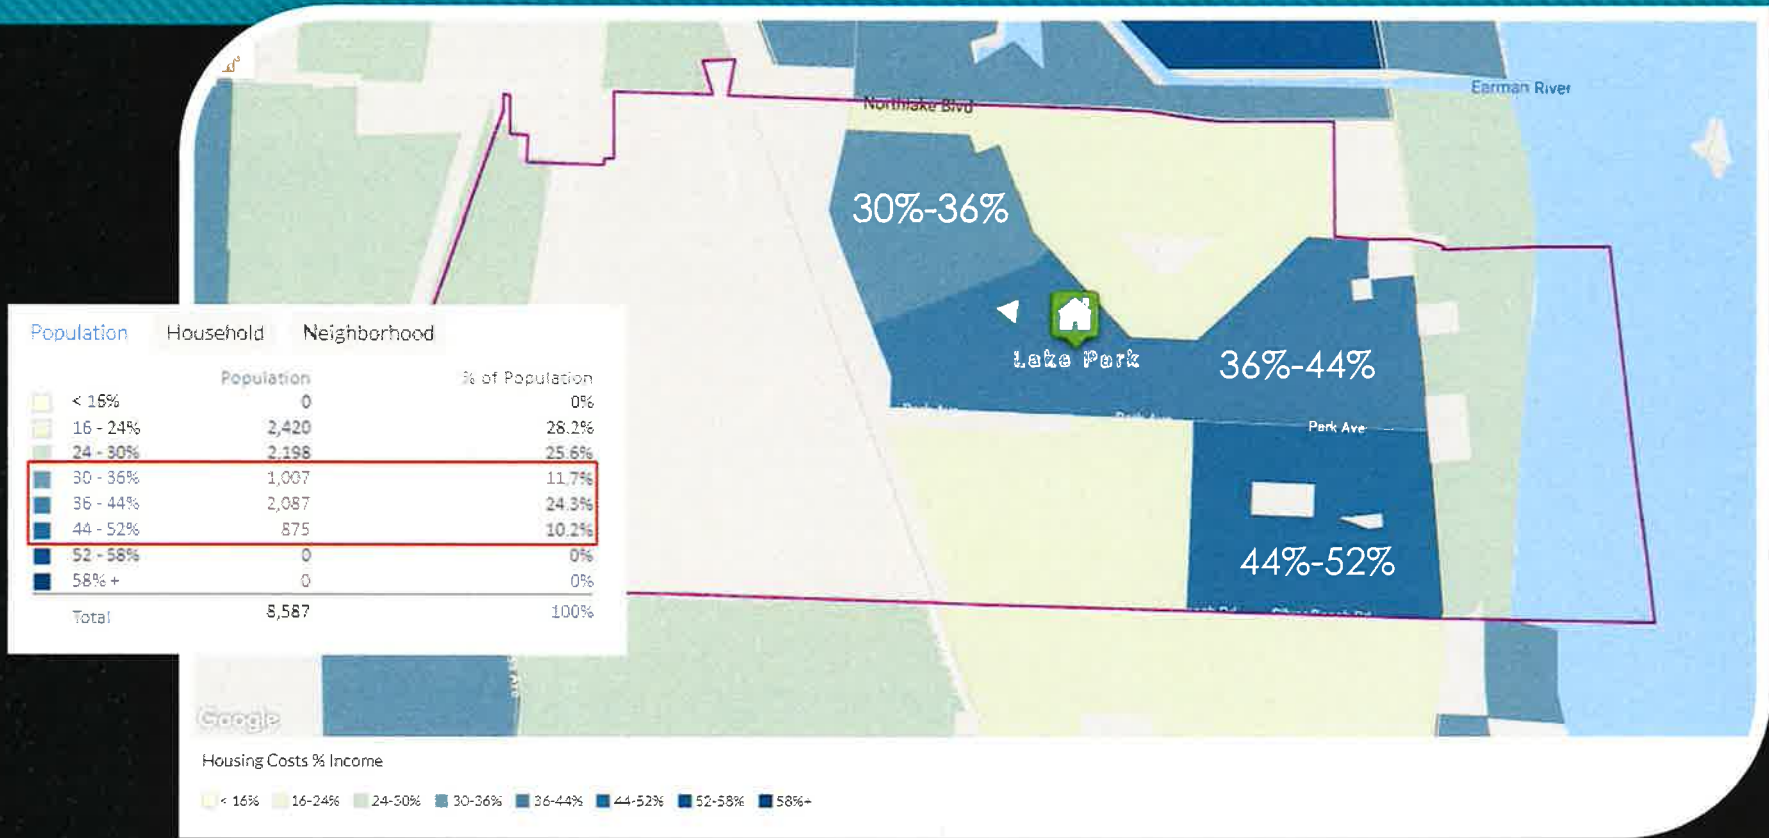 Northlake Blvd
Earman River
30%-36%
Lake Park
36%-44%
Park Ave
Park Ave
Park Ave
44%-52%
Population Household Neighborhood
Population % of Population
< 16% 0 0%
16 - 24% 2,420 28.2%
24 - 30% 2,198 25.6%
30 - 36% 1,007 11.7%
36 - 44% 2,087 24.3%
44 - 52% 875 10.2%
52 - 58% 0 0%
58% + 0 0%
Total 8,587 100%
Google
Housing Costs % Income
< 16% 16-24% 24-30% 30-36% 36-44% 44-52% 52-58% 58%+